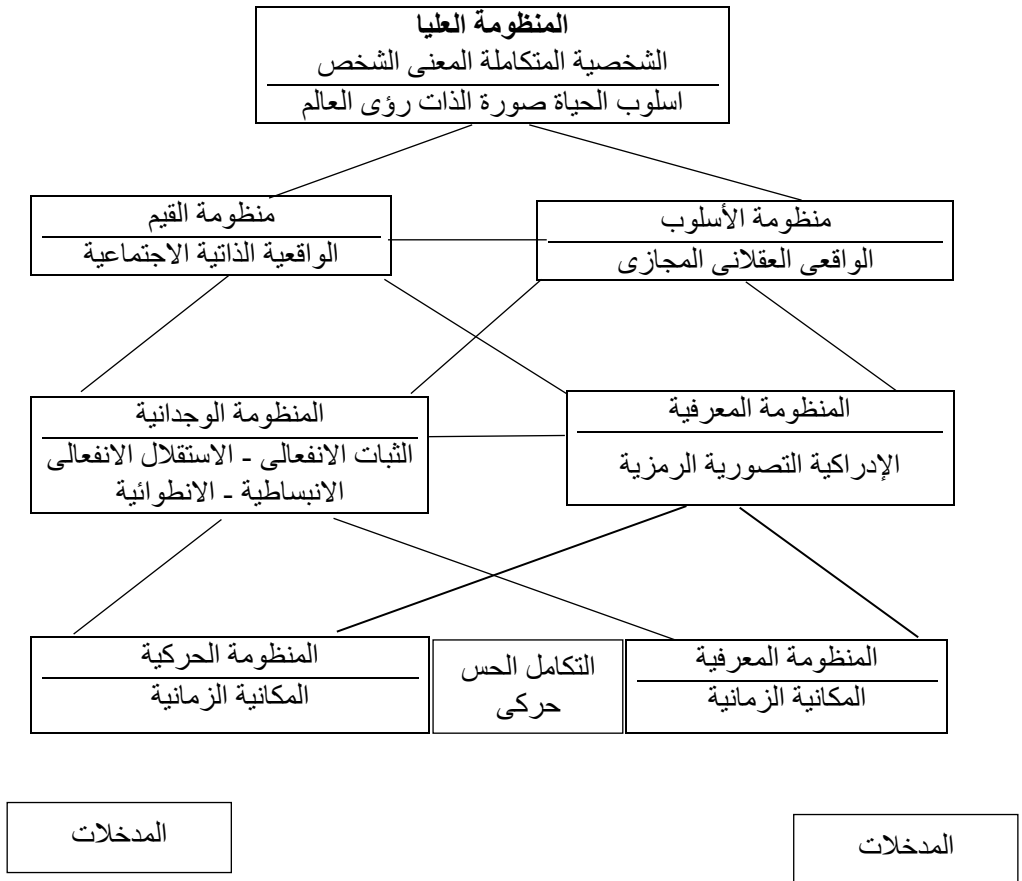 المنظومة العليا
الشخصية المتكاملة المعنى الشخص
اسلوب الحياة صورة الذات رؤى العالم
منظومة الأسلوب
الواقعى العقلانى المجازى
منظومة القيم
الواقعية الذاتية الاجتماعية
المنظومة المعرفية
الإدراكية التصورية الرمزية
المنظومة الوجدانية
الثبات الانفعالى - الاستقلال الانفعالى
الانبساطية - الانطوائية
المنظومة المعرفية
المكانية الزمانية
التكامل الحس
حركى
المنظومة الحركية
المكانية الزمانية
المدخلات
المدخلات